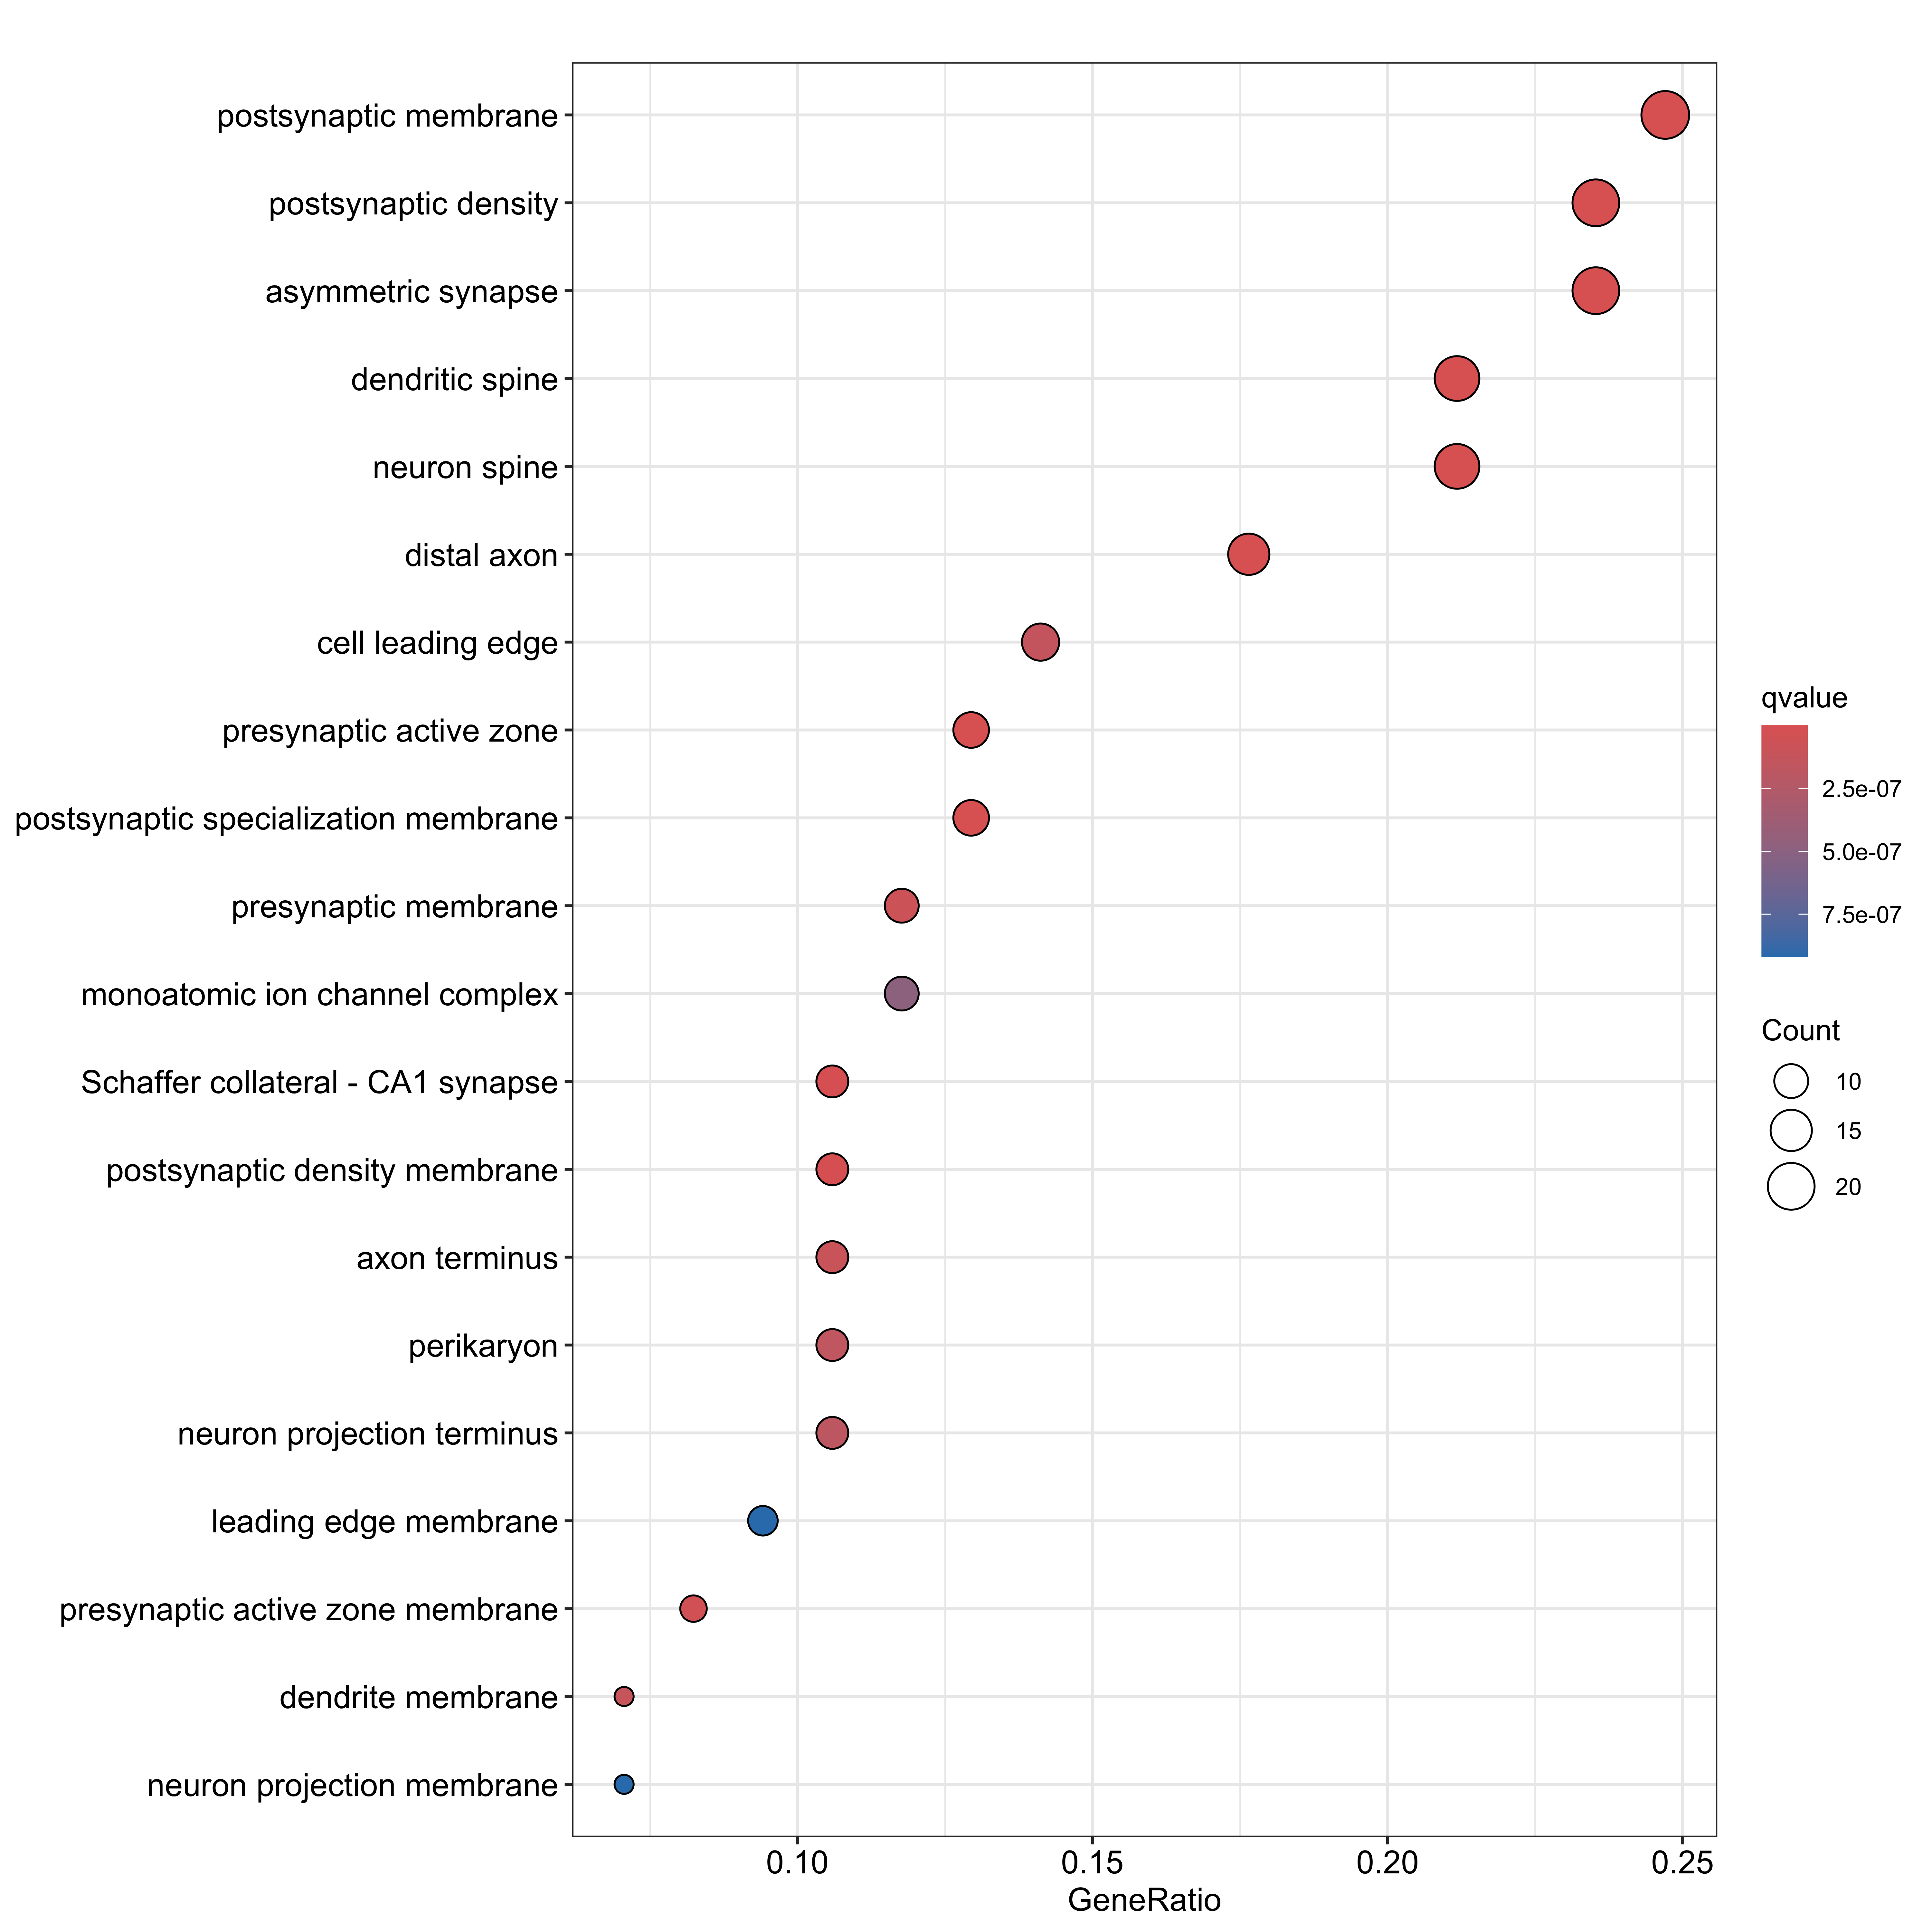 postsynaptic membrane
postsynaptic density
asymmetric synapse
dendritic spine
neuron spine
distal axon
cell leading edge
presynaptic active zone
postsynaptic specialization membrane
presynaptic membrane
monoatomic ion channel complex
Schaffer collateral - CA1 synapse
postsynaptic density membrane
axon terminus
perikaryon
neuron projection terminus
leading edge membrane
presynaptic active zone membrane
dendrite membrane
neuron projection membrane
0.10 0.15 0.20 0.25
GeneRatio
qvalue
2.5e-07
5.0e-07
7.5e-07
Count
10
15
20